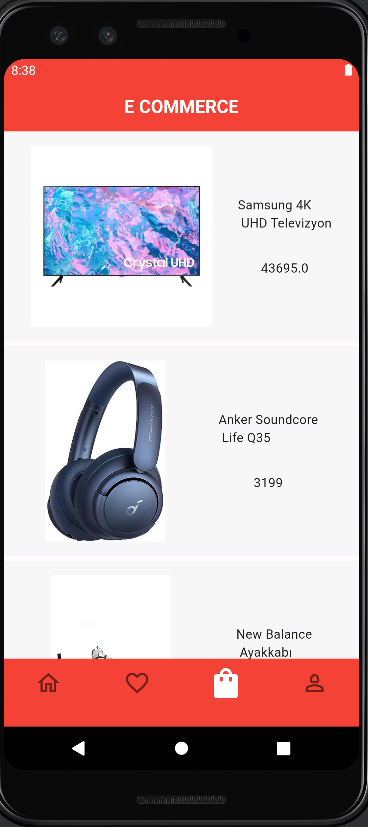 8:38
E COMMERCE
Crystal UHD
Samsung 4K
UHD Televizyon
43695.0
Anker Soundcore
Life Q35
3199
New Balance
Ayakkabı